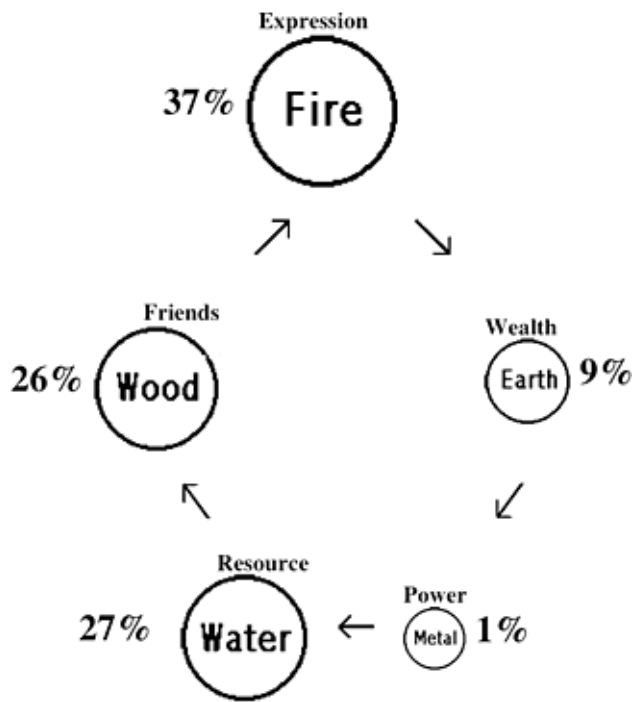 Expression
37%
Fire
Friends
26%
Wood
Wealth
Earth
9%
Resource
27%
Water
Power
Metal
1%